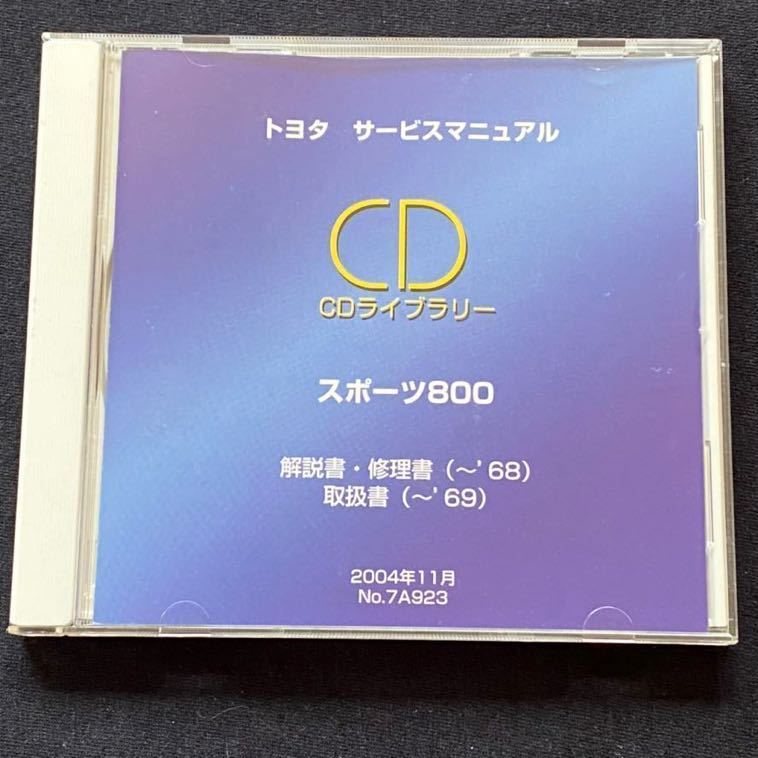 トヨタ　サービスマニュアル
CD
CDライブラリー
スポーツ800
解説書・修理書（～’68）
取扱書（～’69）
2004年11月
No.7A923